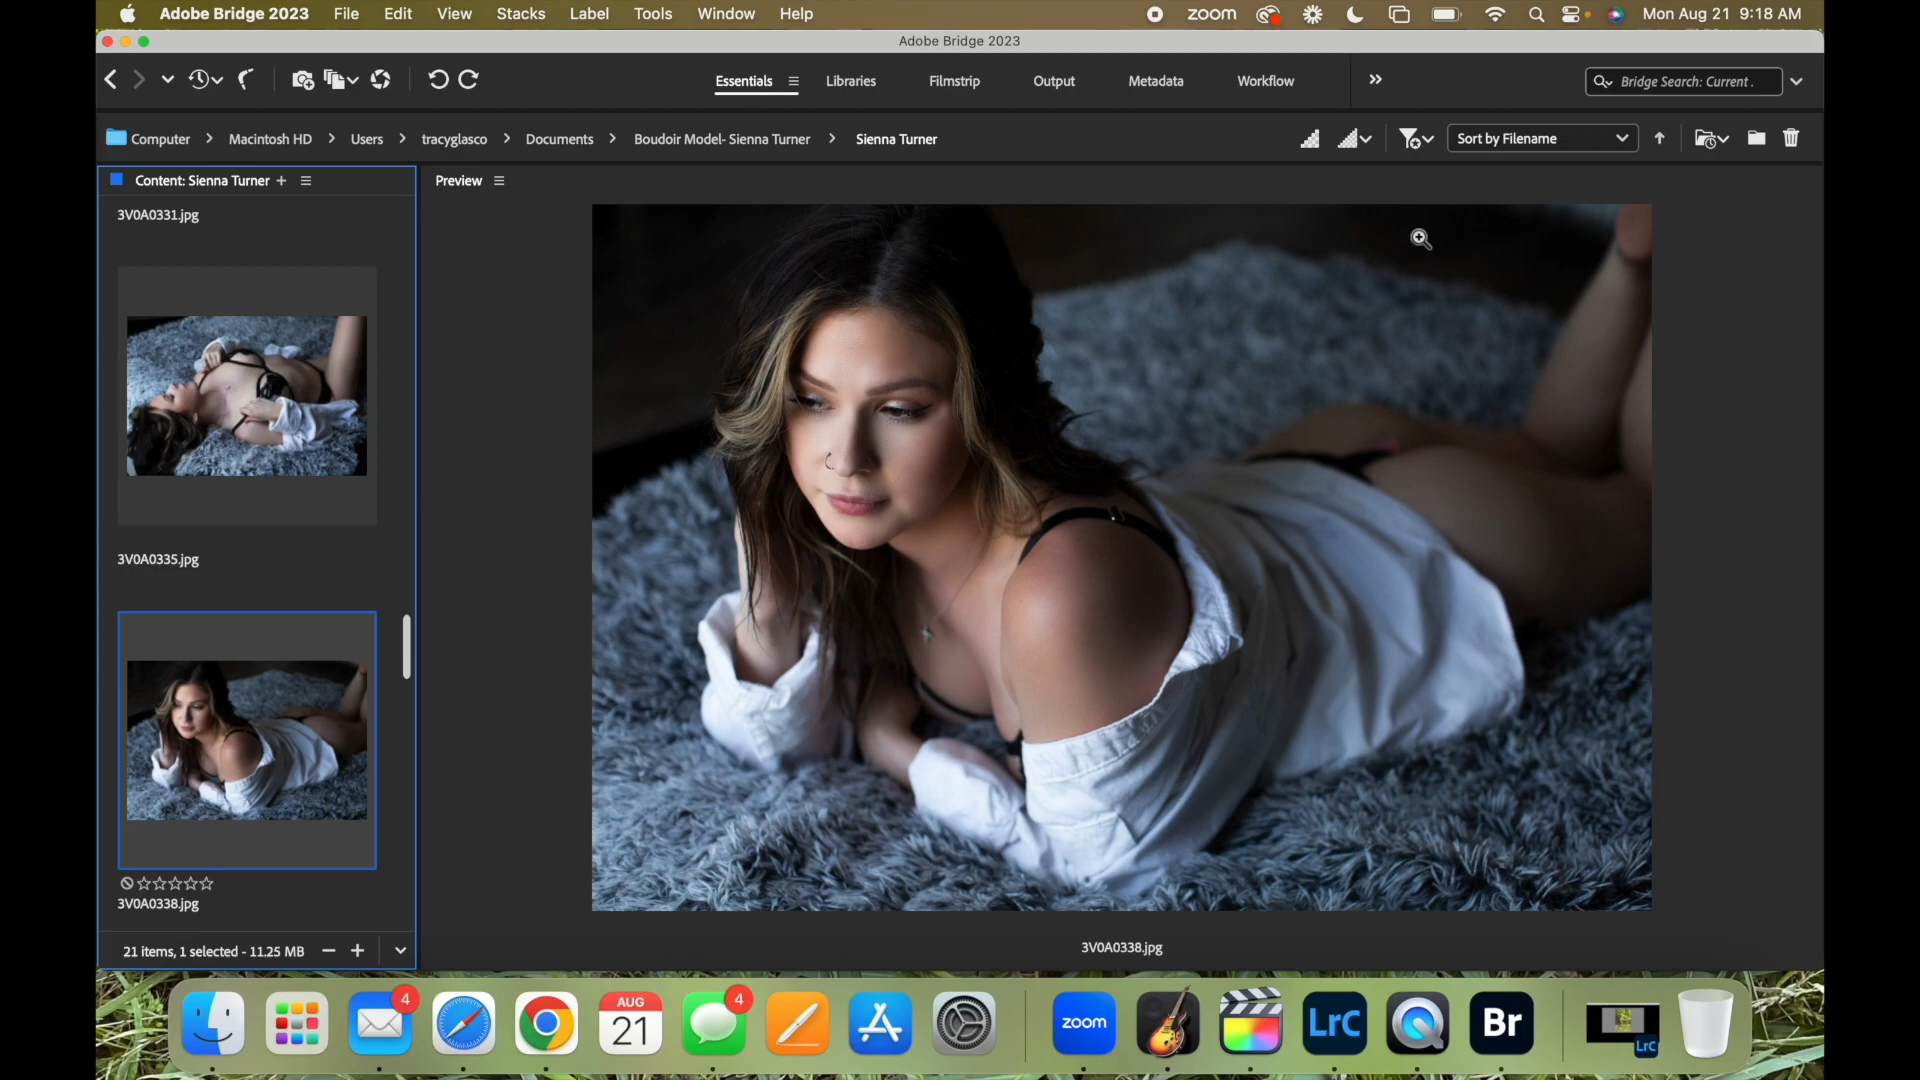 Adobe Bridge 2023 File Edit View Stacks Label Tools Window Help zoom Mon Aug 21 9:18 AM
Adobe Bridge 2023
Essentials Libraries Filmstrip Output Metadata Workflow Bridge Search: Current .
Computer Macintosh HD Users tracyglasco Documents Boudoir Model- Sienna Turner Sienna Turner Sort by Filename
Content: Sienna Turner Preview
3V0A0331.jpg
3V0A0335.jpg
3V0A0338.jpg
21 items, 1 selected - 11.25 MB
3V0A0338.jpg
4 AUG 21 4 zoom LrC Br LrC